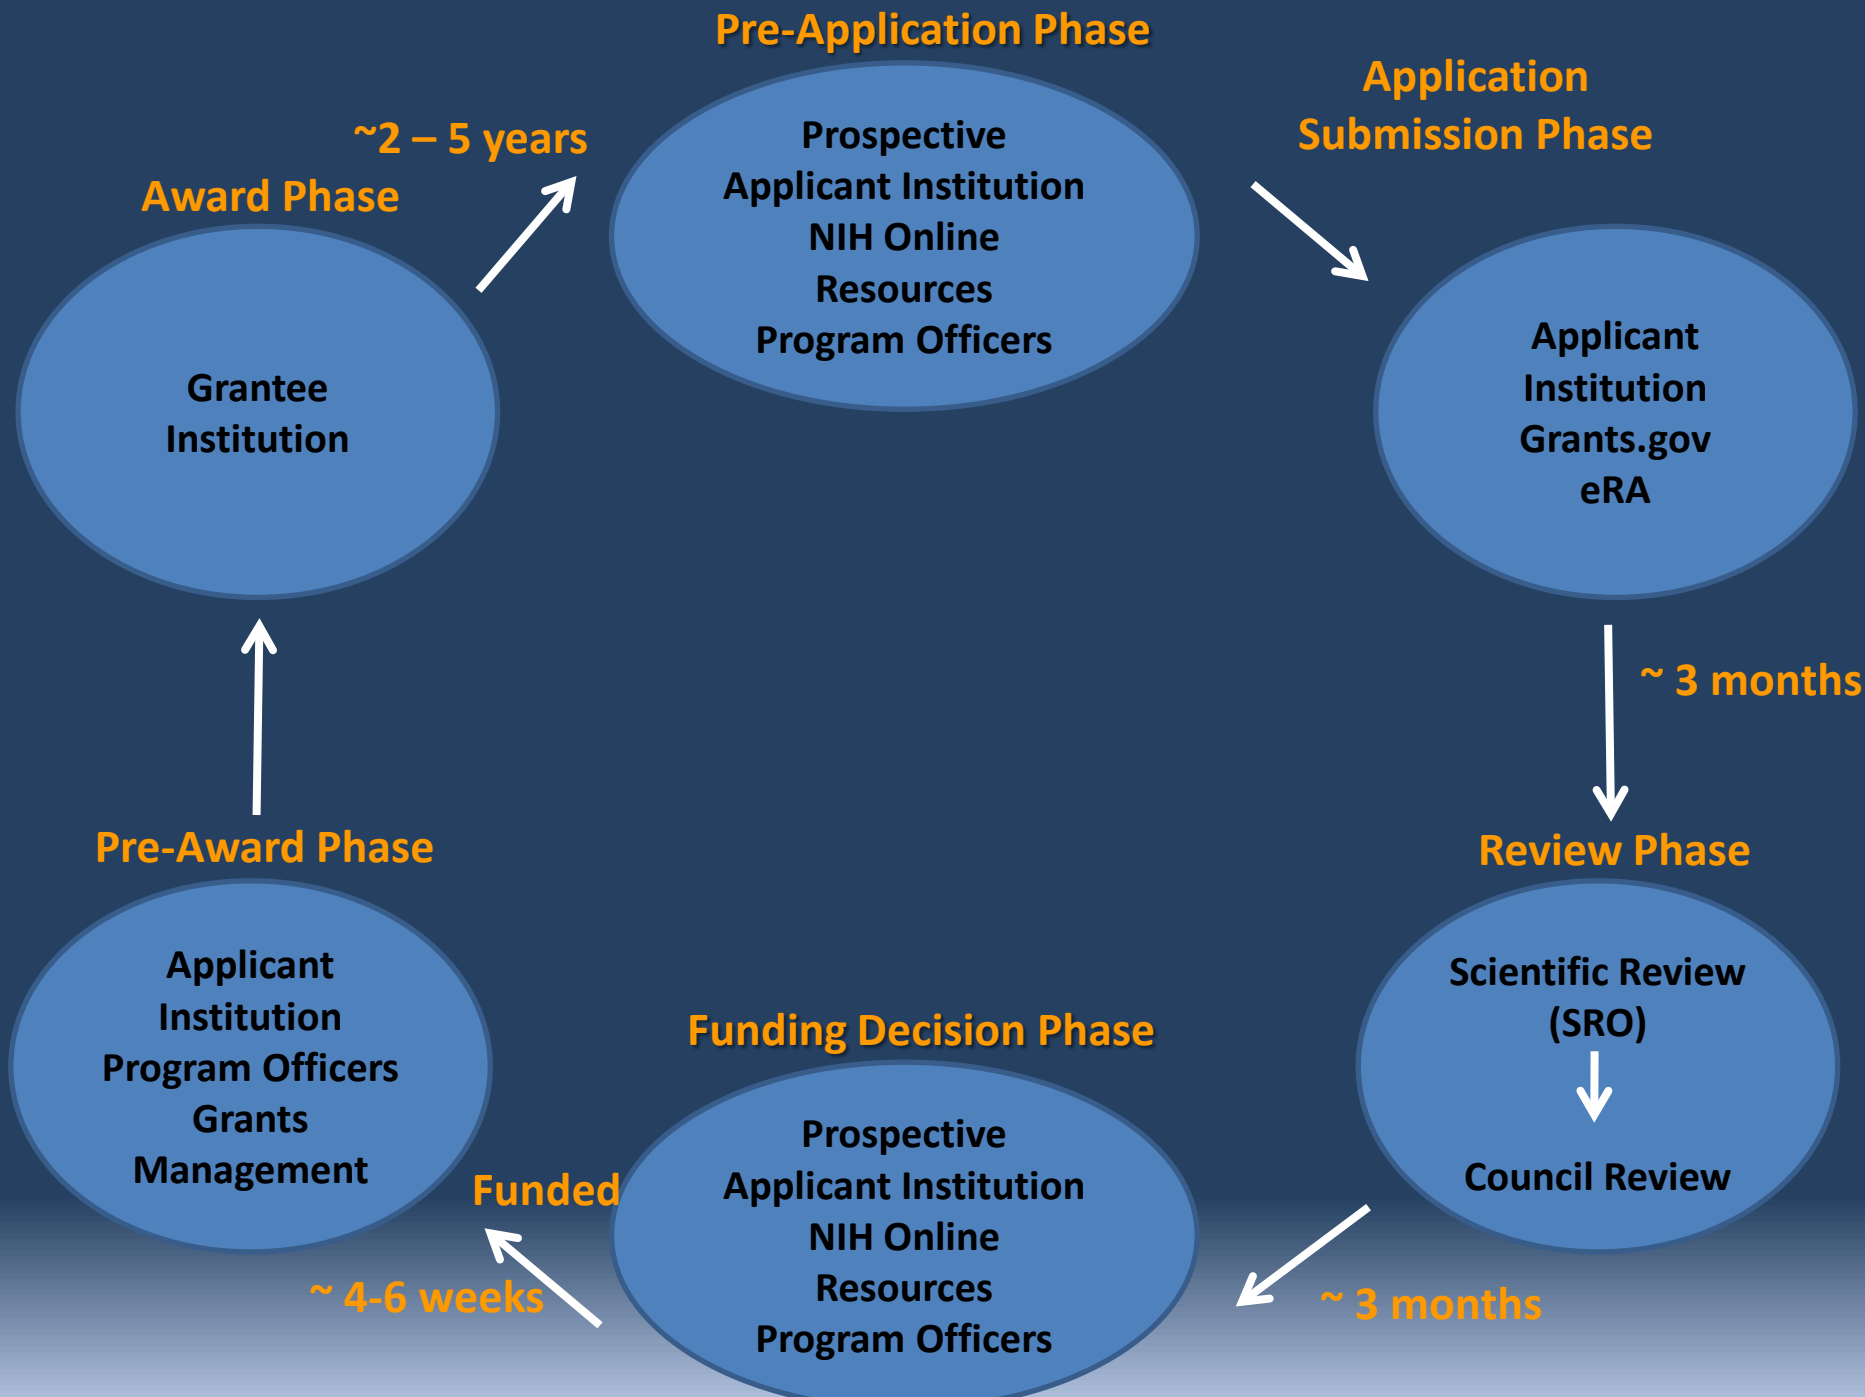 Pre-Application Phase
Prospective
Applicant Institution
NIH Online
Resources
Program Officers
Application
Submission Phase
Applicant
Institution
Grants.gov
eRA
~ 3 months
Review Phase
Scientific Review
(SRO)
Council Review
~ 3 months
Funding Decision Phase
Prospective
Applicant Institution
NIH Online
Resources
Program Officers
Funded
~ 4-6 weeks
Pre-Award Phase
Applicant
Institution
Program Officers
Grants
Management
Award Phase
Grantee
Institution
~2 – 5 years